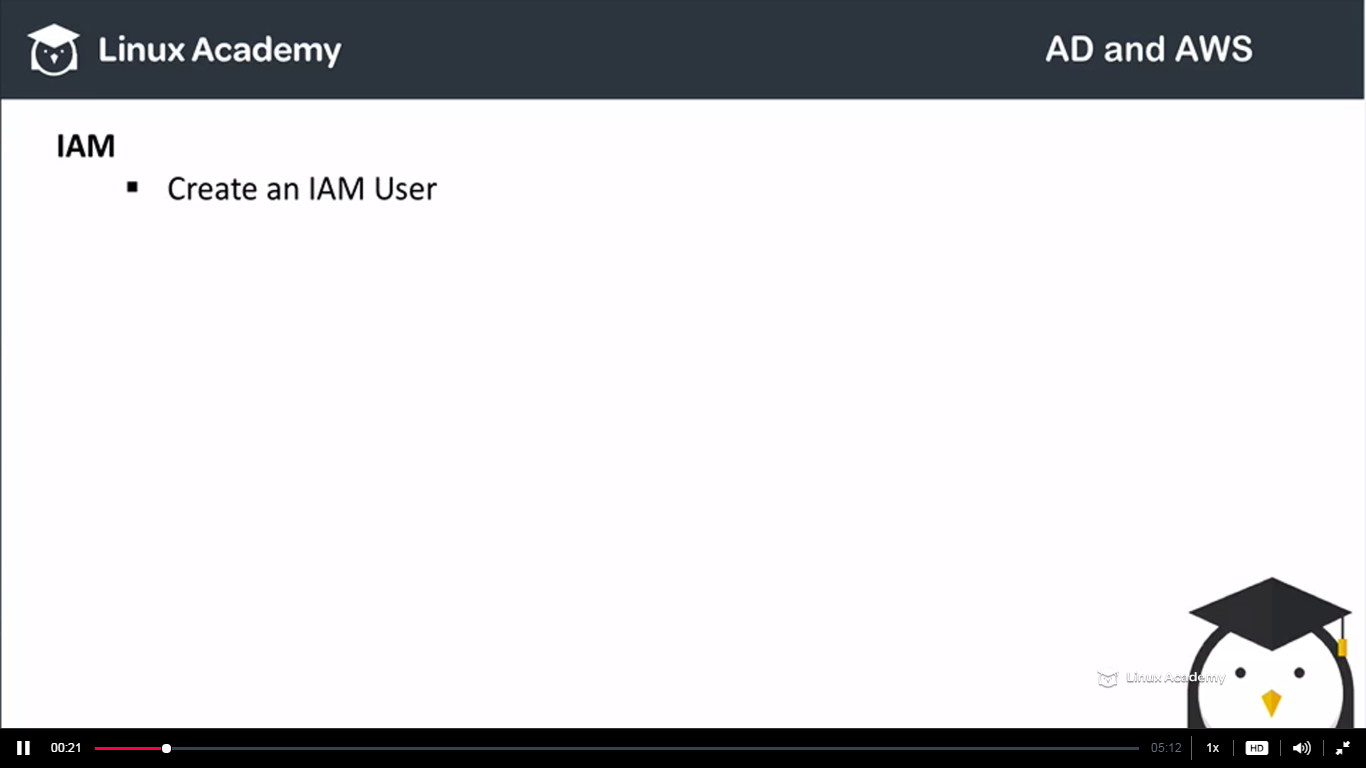 Linux Academy
AD and AWS
IAM
▪ Create an IAM User
Linux Academy
00:21
05:12
1x
HD